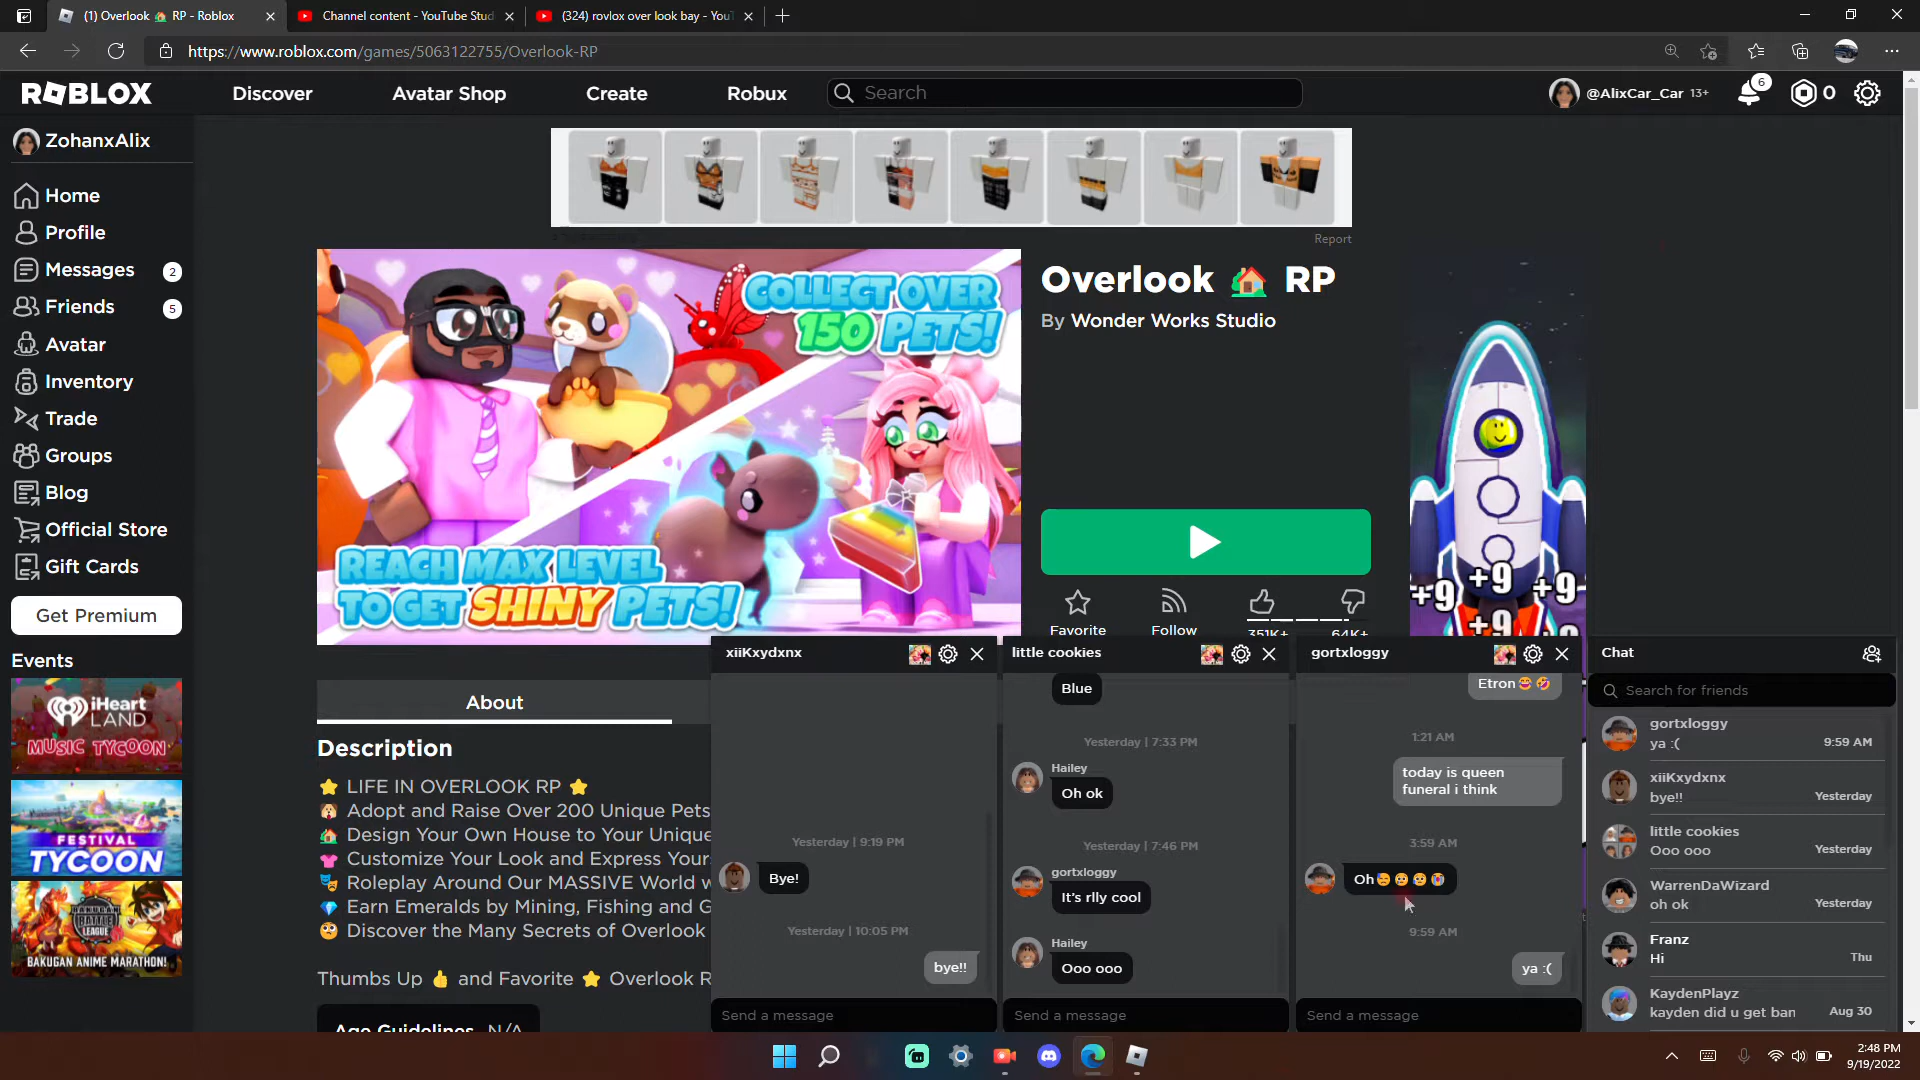 (1) Overlook 🏠 RP - Roblox
Channel content - YouTube Stud
(324) rovlox over look bay - You
https://www.roblox.com/games/5063122755/Overlook-RP
ROBLOX
Discover
Avatar Shop
Create
Robux
Search
@AlixCar_Car 13+
6
0
ZohanxAlix
Home
Profile
Messages 2
Friends 5
Avatar
Inventory
Trade
Groups
Blog
Official Store
Gift Cards
Get Premium
Events
iHeart
LAND
MUSIC TYCOON
FESTIVAL
TYCOON
BAKUGAN
BATTLE
LEAGUE
BAKUGAN ANIME MARATHON!
Report
COLLECT OVER
150 PETS!
REACH MAX LEVEL
TO GET SHINY PETS!
Overlook 🏠 RP
By Wonder Works Studio
Favorite
Follow
351K+
64K+
+9 +9 +9
+9
About
Description
⭐ LIFE IN OVERLOOK RP ⭐
🐶 Adopt and Raise Over 200 Unique Pets
🏠 Design Your Own House to Your Unique
👚 Customize Your Look and Express Your
🎭 Roleplay Around Our MASSIVE World w
💎 Earn Emeralds by Mining, Fishing and G
🥺 Discover the Many Secrets of Overlook
Thumbs Up 👍 and Favorite ⭐ Overlook R
Age Guidelines N/A
xiiKxydxnx
Yesterday | 9:19 PM
Bye!
Yesterday | 10:05 PM
bye!!
Send a message
little cookies
Blue
Yesterday | 7:33 PM
Hailey
Oh ok
Yesterday | 7:46 PM
gortxloggy
It's rlly cool
Hailey
Ooo ooo
Send a message
gortxloggy
Etron😂🤣
1:21 AM
today is queen
funeral i think
3:59 AM
Oh😓😢😢😭
9:59 AM
ya :(
Send a message
Chat
Search for friends
gortxloggy
ya :( 9:59 AM
xiiKxydxnx
bye!! Yesterday
little cookies
Ooo ooo Yesterday
WarrenDaWizard
oh ok Yesterday
Franz
Hi Thu
KaydenPlayz
kayden did u get ban Aug 30
2:48 PM
9/19/2022